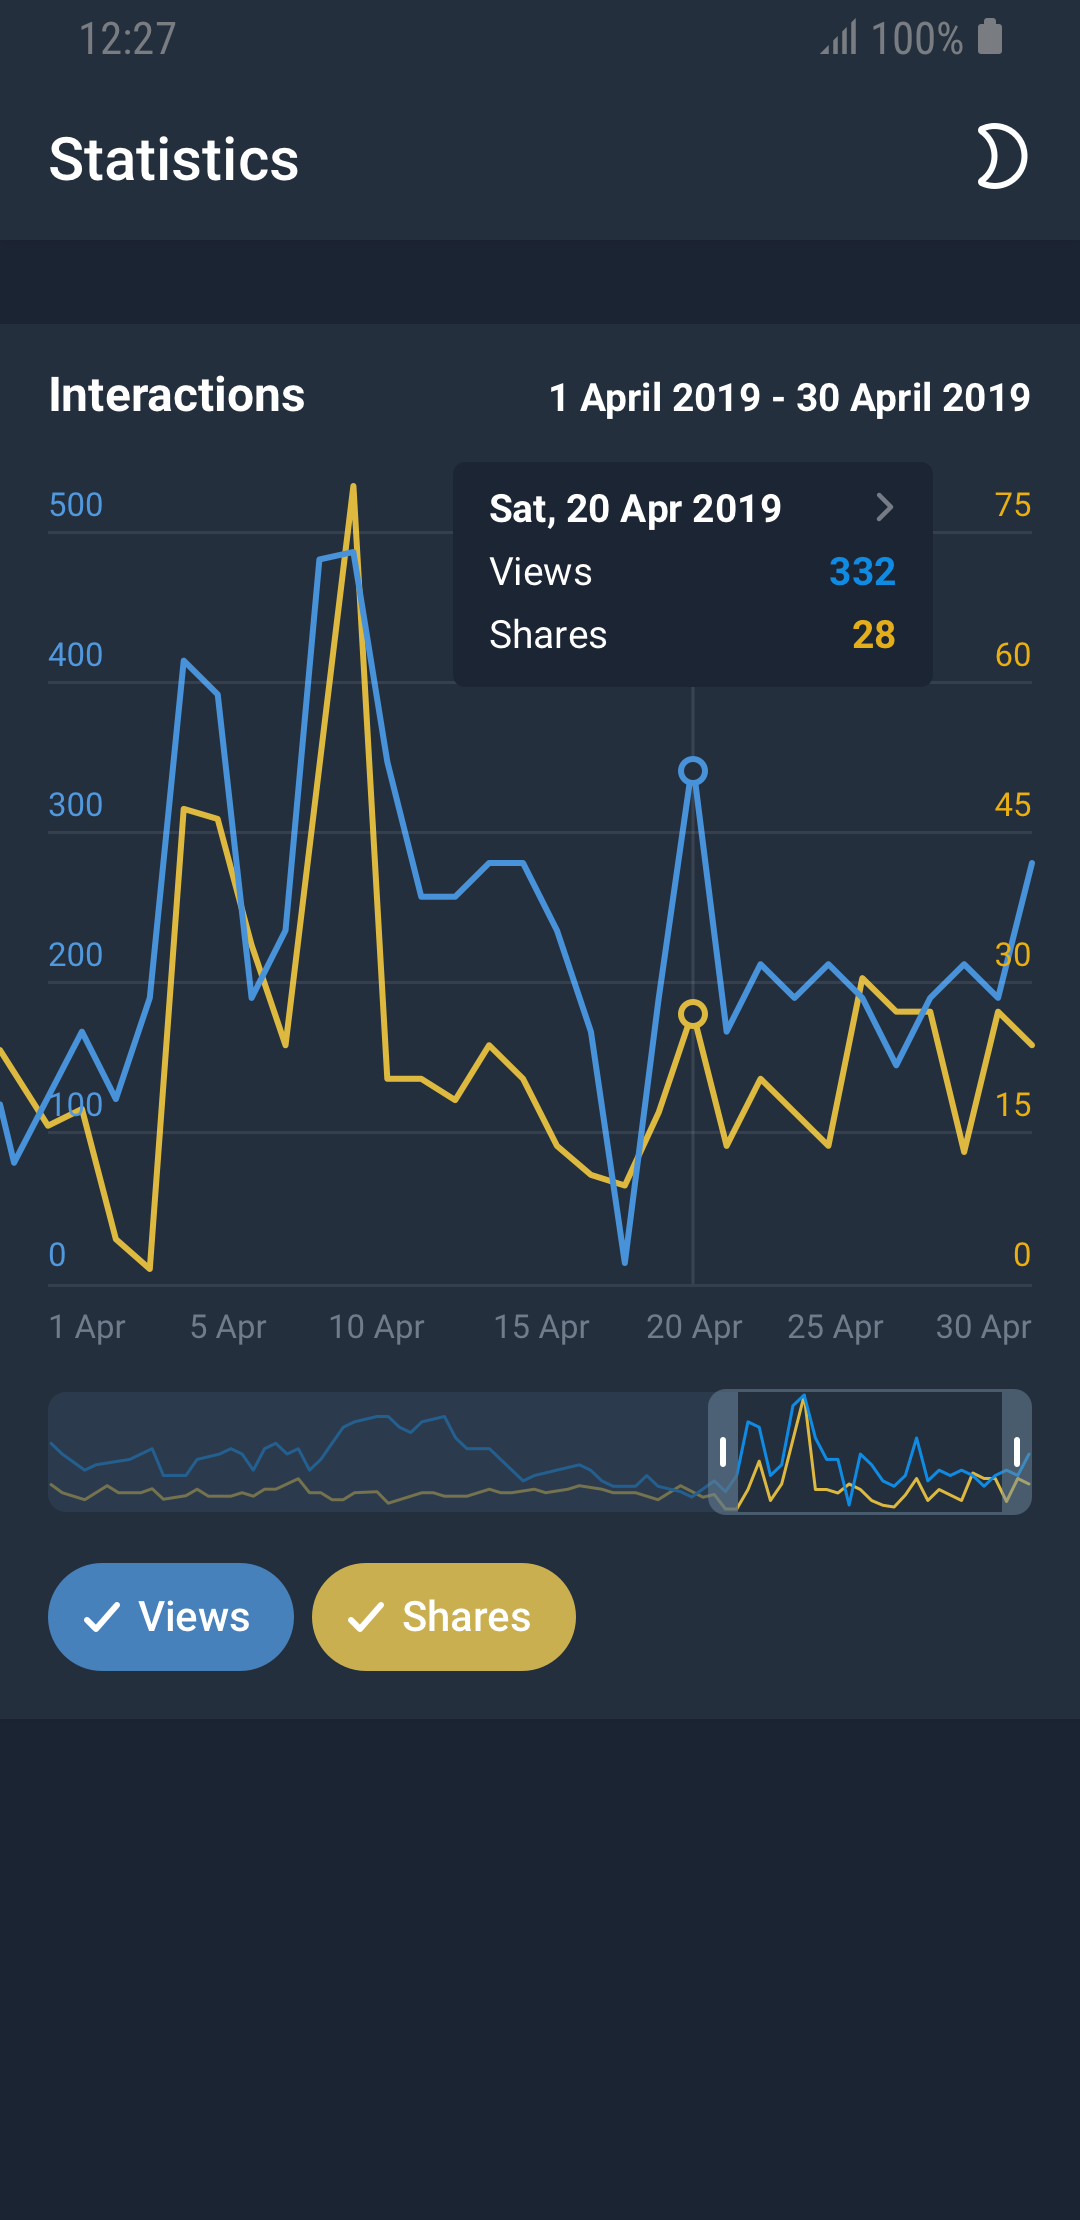 12:27 100%
Statistics
Interactions 1 April 2019 - 30 April 2019
Sat, 20 Apr 2019
Views 332
Shares 28
500 75
400 60
300 45
200 30
100 15
0 0
1 Apr 5 Apr 10 Apr 15 Apr 20 Apr 25 Apr 30 Apr
Views Shares